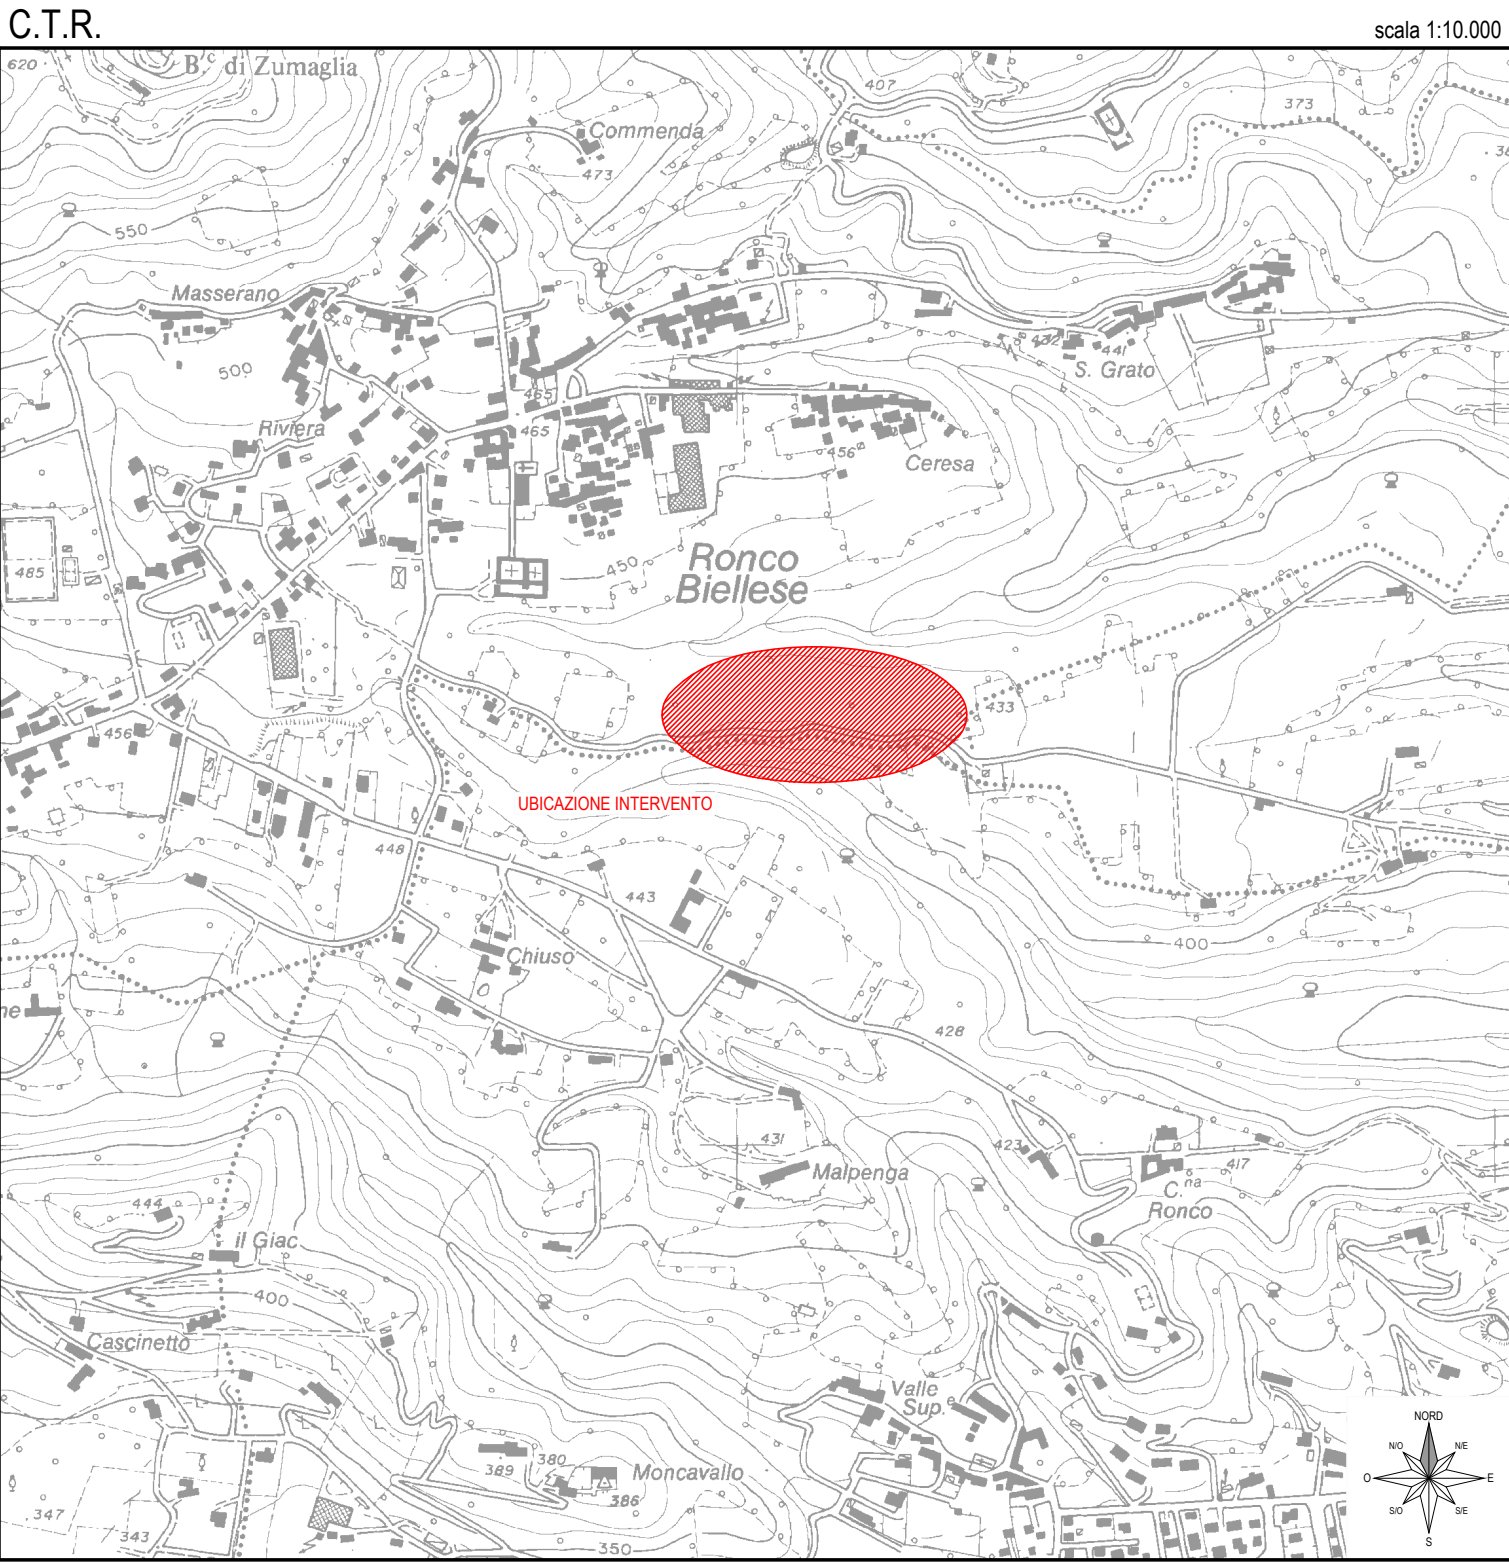 C.T.R.
scala 1:10.000
620
B.c di Zumaglia
407
373
Commenda
473
550
Masserano
432
441
S. Grato
500
465
Riviera
465
456
Ceresa
485
450
Ronco
Biellese
433
456
UBICAZIONE INTERVENTO
448
443
400
Chiuso
ne
428
431
423
Malpenga
417
C.na
Ronco
444
il Giac
400
Cascinetto
Valle
Sup.e
NORD
N/O
N/E
O
E
S/O
S/E
S
389
380
Moncavallo
386
347
343
350